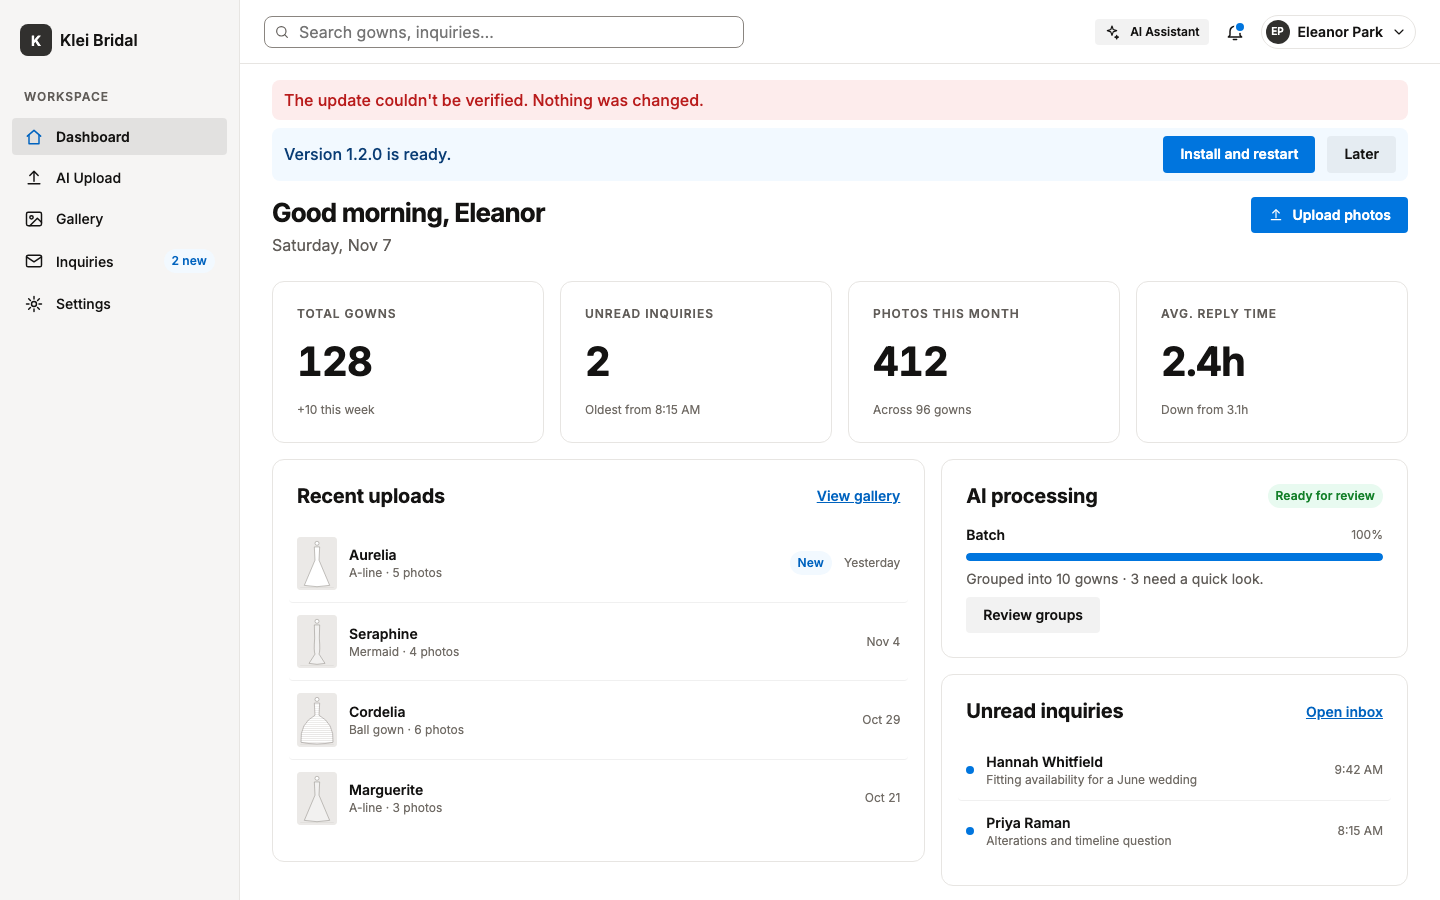 K Klei Bridal
Search gowns, inquiries...
AI Assistant
EP Eleanor Park
WORKSPACE
Dashboard
AI Upload
Gallery
Inquiries 2 new
Settings
The update couldn't be verified. Nothing was changed.
Version 1.2.0 is ready.
Install and restart
Later
Good morning, Eleanor
Saturday, Nov 7
Upload photos
TOTAL GOWNS
128
+10 this week
UNREAD INQUIRIES
2
Oldest from 8:15 AM
PHOTOS THIS MONTH
412
Across 96 gowns
AVG. REPLY TIME
2.4h
Down from 3.1h
Recent uploads
View gallery
Aurelia
A-line · 5 photos
New Yesterday
Seraphine
Mermaid · 4 photos
Nov 4
Cordelia
Ball gown · 6 photos
Oct 29
Marguerite
A-line · 3 photos
Oct 21
AI processing
Ready for review
Batch 100%
Grouped into 10 gowns · 3 need a quick look.
Review groups
Unread inquiries
Open inbox
Hannah Whitfield
Fitting availability for a June wedding
9:42 AM
Priya Raman
Alterations and timeline question
8:15 AM